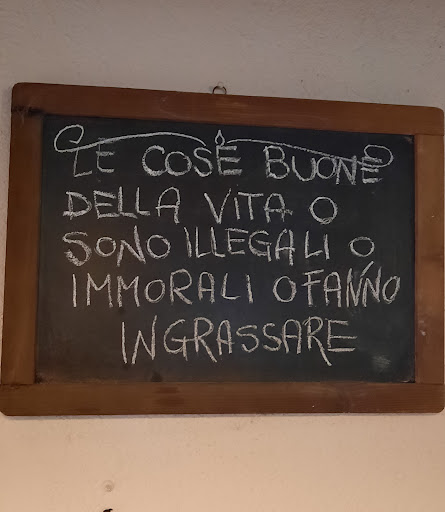 LE COSE BUONE
DELLA VITA O
SONO ILLEGALI O
IMMORALI O FANNO
INGRASSARE